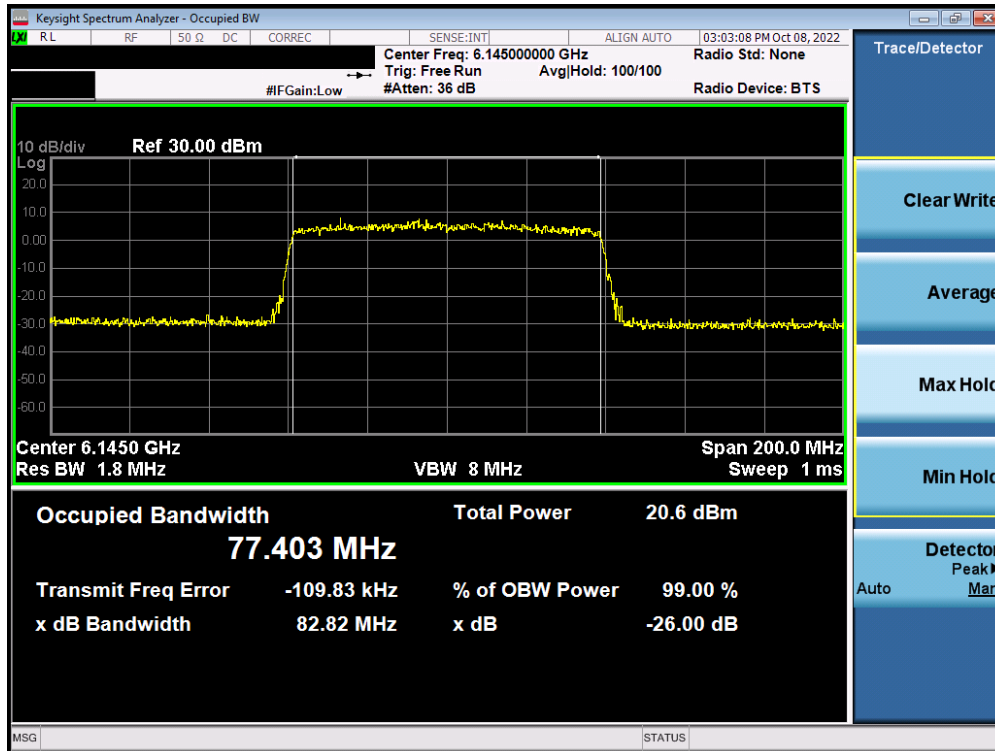 Keysight Spectrum Analyzer - Occupied BW
LXI RL RF 50 Ω DC CORREC SENSE:INT ALIGN AUTO 03:03:08 PM Oct 08, 2022
Center Freq: 6.145000000 GHz Radio Std: None
Trig: Free Run Avg|Hold: 100/100
#IFGain:Low #Atten: 36 dB Radio Device: BTS
Trace/Detector
10 dB/div Ref 30.00 dBm
Log
20.0
10.0
0.00
-10.0
-20.0
-30.0
-40.0
-50.0
-60.0
Center 6.1450 GHz Span 200.0 MHz
Res BW 1.8 MHz VBW 8 MHz Sweep 1 ms
Occupied Bandwidth Total Power 20.6 dBm
77.403 MHz
Transmit Freq Error -109.83 kHz % of OBW Power 99.00 %
x dB Bandwidth 82.82 MHz x dB -26.00 dB
Clear Write
Average
Max Hold
Min Hold
Detector
Peak
Auto Man
MSG STATUS